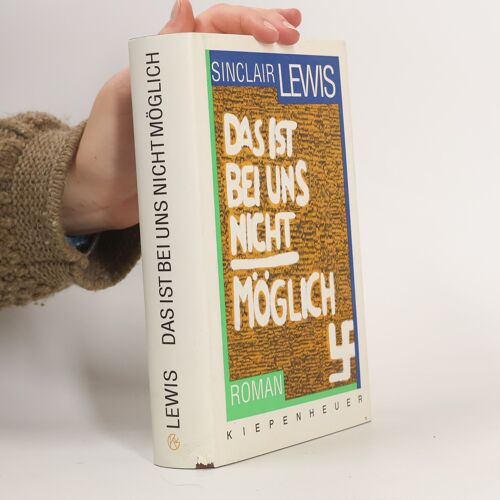 LEWIS DAS IST BEI UNS NICHT MÖGLICH
SINCLAIR LEWIS
DAS IST
BEI UNS
NICHT
MÖGLICH
ROMAN
KIEPENHEUER